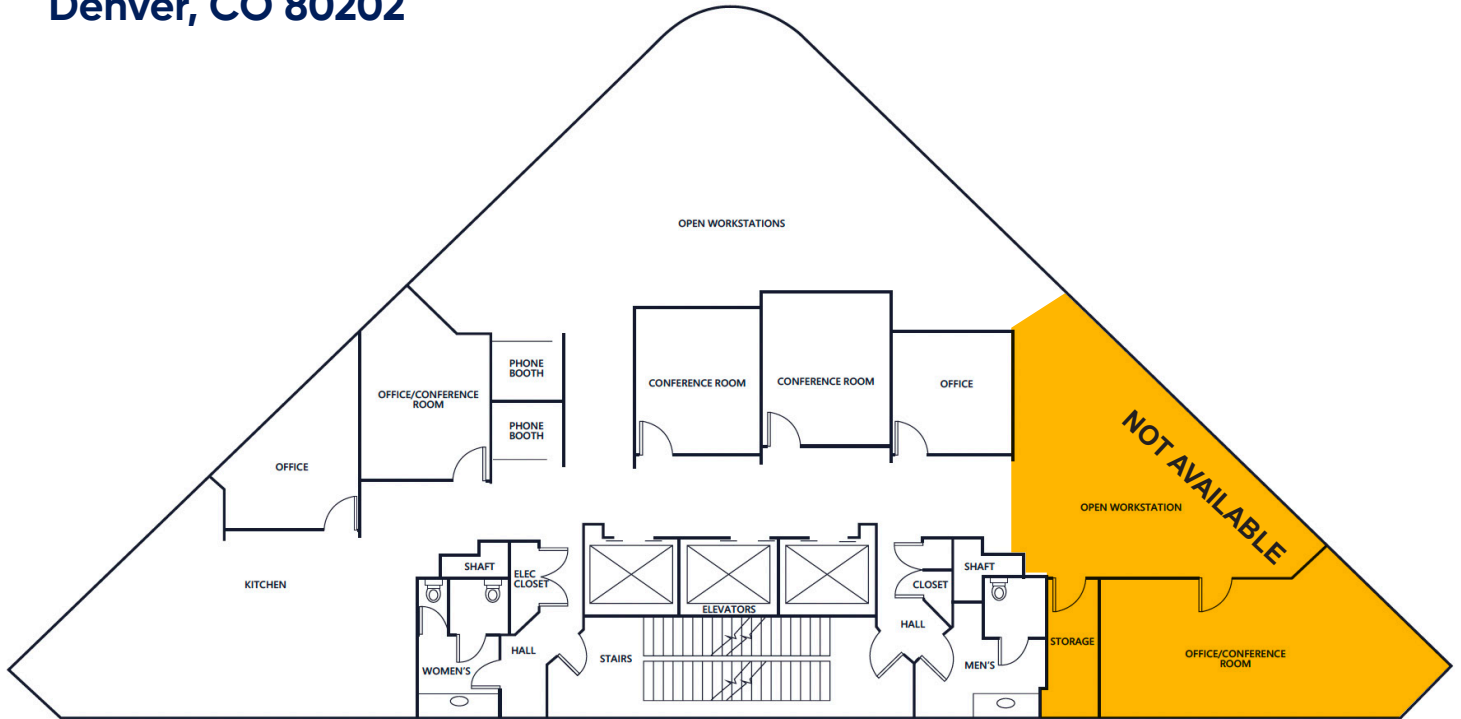 Denver, CO 80202
OPEN WORKSTATIONS
PHONE
BOOTH
OFFICE/CONFERENCE
ROOM
CONFERENCE ROOM
CONFERENCE ROOM
OFFICE
PHONE
BOOTH
NOT AVAILABLE
OFFICE
OPEN WORKSTATION
KITCHEN
SHAFT
ELEC
CLOSET
ELEVATORS
CLOSET
SHAFT
HALL
WOMEN'S
HALL
STAIRS
MEN'S
STORAGE
OFFICE/CONFERENCE
ROOM